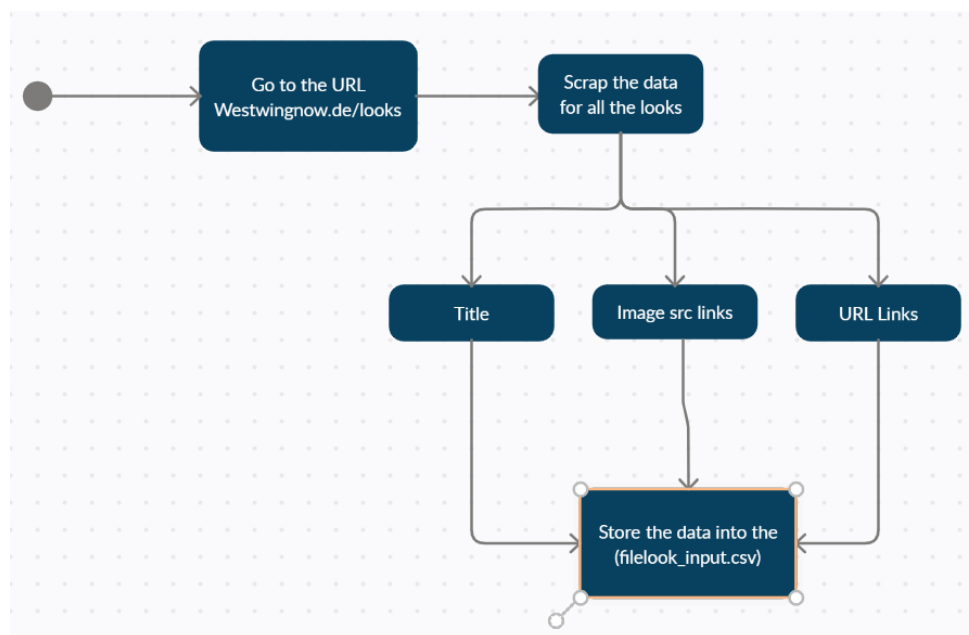 Go to the URL
Westwingnow.de/looks
Scrap the data
for all the looks
Title
Image src links
URL Links
Store the data into the
(filelook_input.csv)